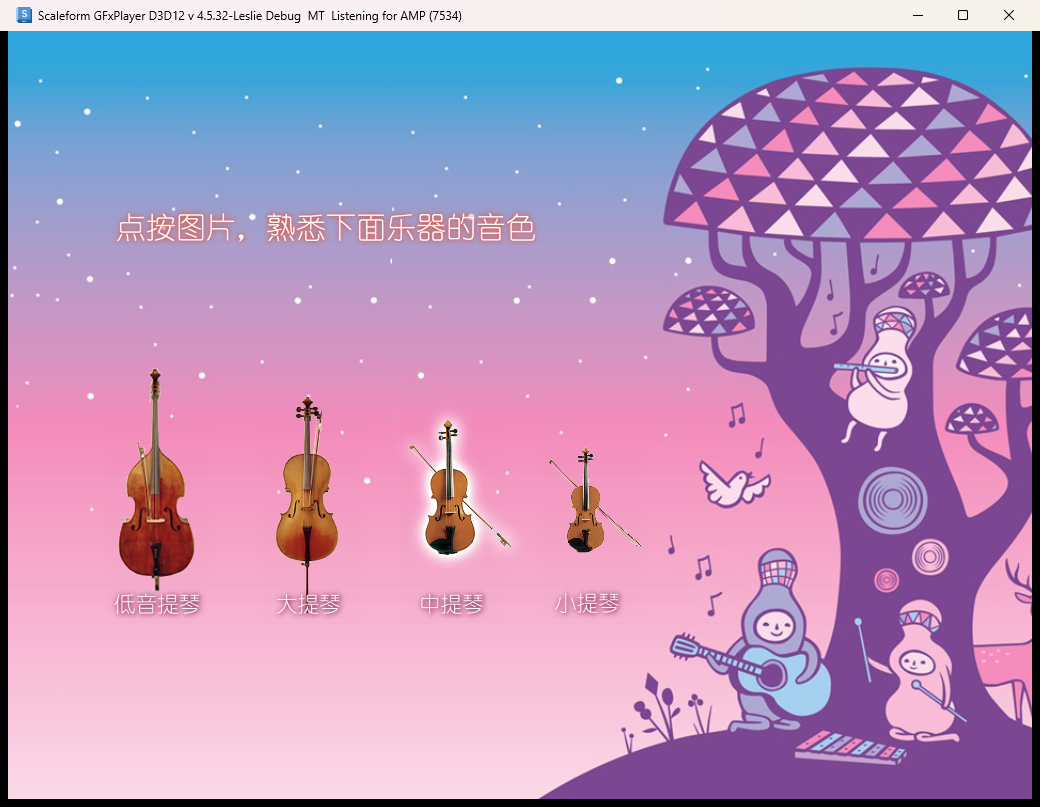 Scaleform GFxPlayer D3D12 v 4.5.32-Leslie Debug  MT  Listening for AMP (7534)
点按图片，熟悉下面乐器的音色
低音提琴
大提琴
中提琴
小提琴